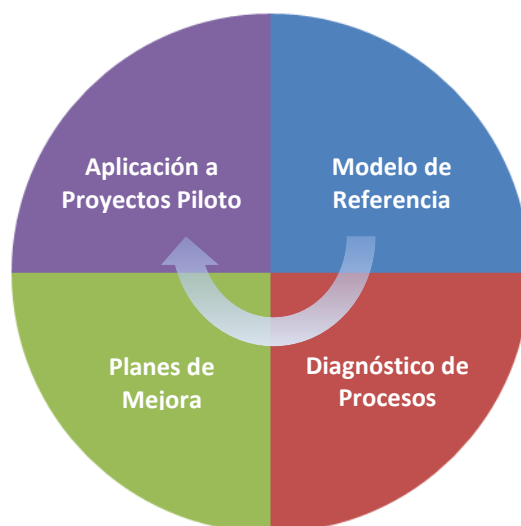 Aplicación a
Proyectos Piloto
Modelo de
Referencia
Planes de
Mejora
Diagnóstico de
Procesos